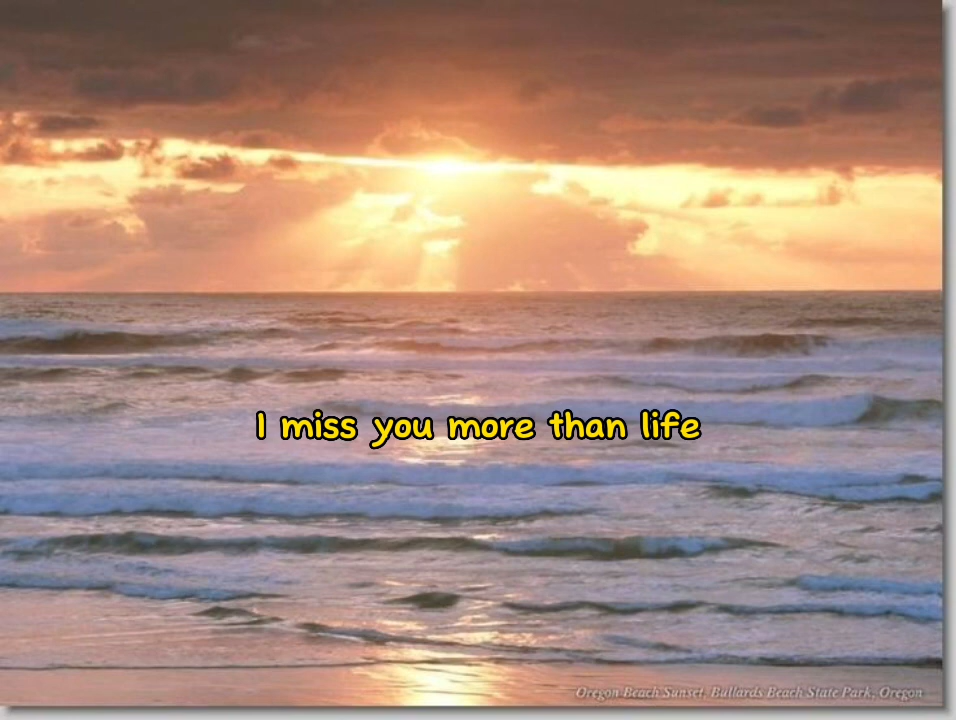 I miss you more than life
Oregon Beach Sunset, Bullards Beach State Park, Oregon